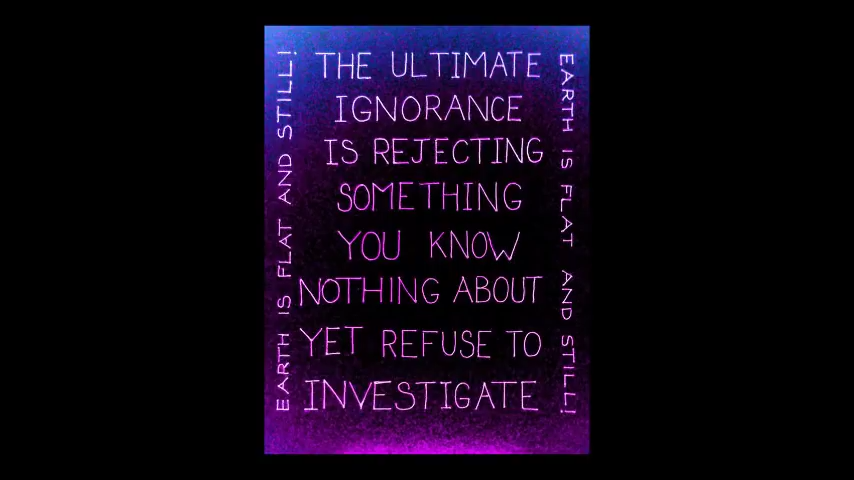 EARTH IS FLAT AND STILL!
THE ULTIMATE
IGNORANCE
IS REJECTING
SOMETHING
YOU KNOW
NOTHING ABOUT
YET REFUSE TO
INVESTIGATE
EARTH IS FLAT AND STILL!